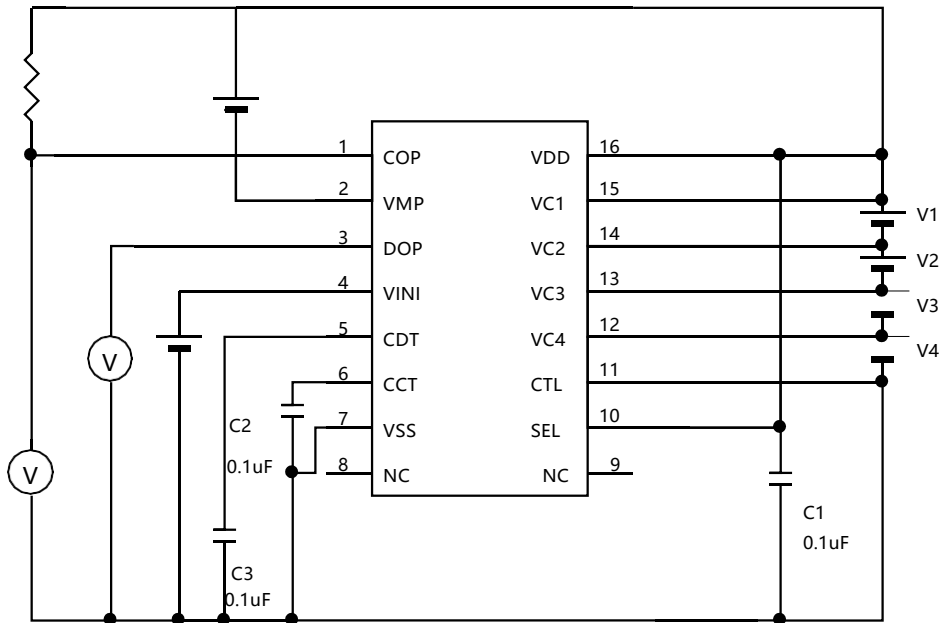 1 COP VDD 16
2 VMP VC1 15
V1
3 DOP VC2 14
V2
4 VINI VC3 13
V3
5 CDT VC4 12
V
V4
6 CCT CTL 11
C2
7 VSS SEL 10
0.1uF
8 NC NC 9
V
C1
0.1uF
C3
0.1uF